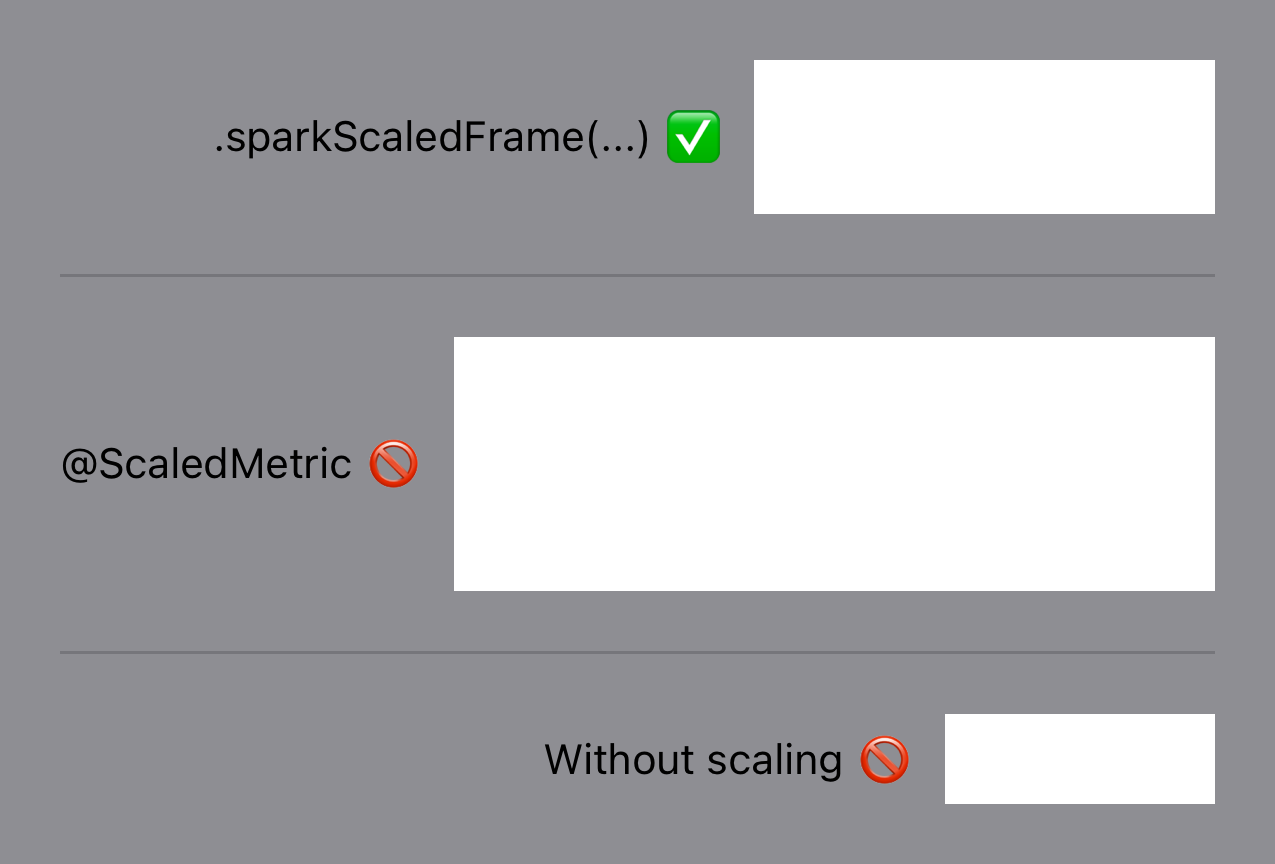 .sparkScaledFrame(...) ✅
@ScaledMetric 🚫
Without scaling 🚫